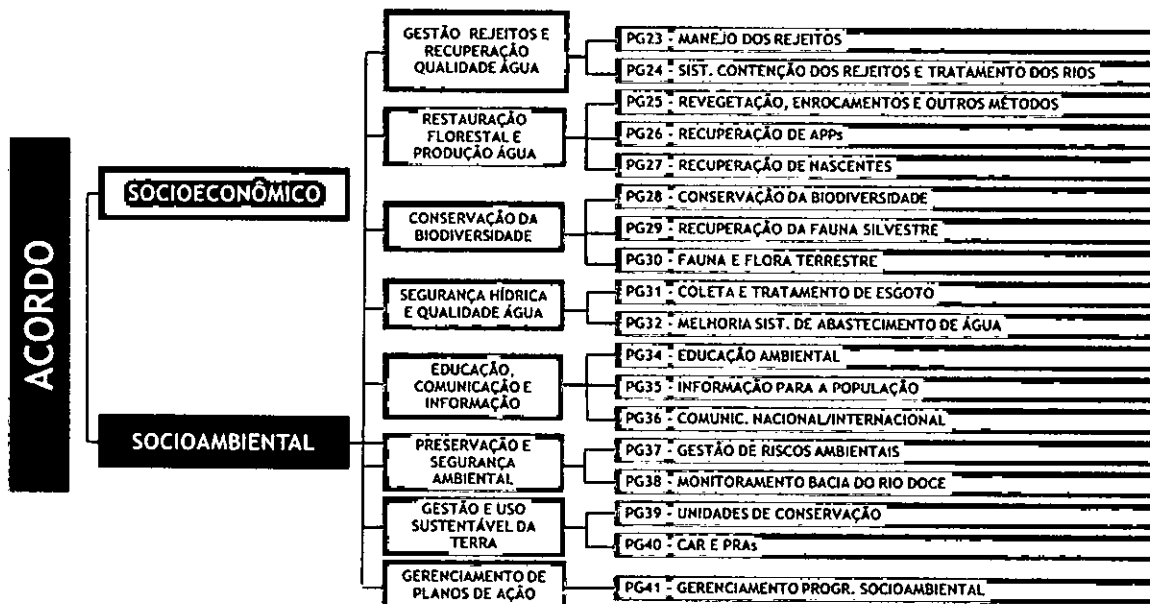 ACORDO
SOCIOECONÔMICO
SOCIOAMBIENTAL
GESTÃO REJEITOS E
RECUPERAÇÃO
QUALIDADE ÁGUA
PG23 - MANEJO DOS REJEITOS
PG24 - SIST. CONTENÇÃO DOS REJEITOS E TRATAMENTO DOS RIOS
RESTAURAÇÃO
FLORESTAL E
PRODUÇÃO ÁGUA
PG25 - REVEGETAÇÃO, ENROCAMENTOS E OUTROS MÉTODOS
PG26 - RECUPERAÇÃO DE APPs
PG27 - RECUPERAÇÃO DE NASCENTES
CONSERVAÇÃO DA
BIODIVERSIDADE
PG28 - CONSERVAÇÃO DA BIODIVERSIDADE
PG29 - RECUPERAÇÃO DA FAUNA SILVESTRE
PG30 - FAUNA E FLORA TERRESTRE
SEGURANÇA HÍDRICA
E QUALIDADE ÁGUA
PG31 - COLETA E TRATAMENTO DE ESGOTO
PG32 - MELHORIA SIST. DE ABASTECIMENTO DE ÁGUA
EDUCAÇÃO,
COMUNICAÇÃO E
INFORMAÇÃO
PG34 - EDUCAÇÃO AMBIENTAL
PG35 - INFORMAÇÃO PARA A POPULAÇÃO
PG36 - COMUNIC. NACIONAL/INTERNACIONAL
PRESERVAÇÃO E
SEGURANÇA
AMBIENTAL
PG37 - GESTÃO DE RISCOS AMBIENTAIS
PG38 - MONITORAMENTO BACIA DO RIO DOCE
GESTÃO E USO
SUSTENTÁVEL DA
TERRA
PG39 - UNIDADES DE CONSERVAÇÃO
PG40 - CAR E PRAs
GERENCIAMENTO DE
PLANOS DE AÇÃO
PG41 - GERENCIAMENTO PROGR. SOCIOAMBIENTAL